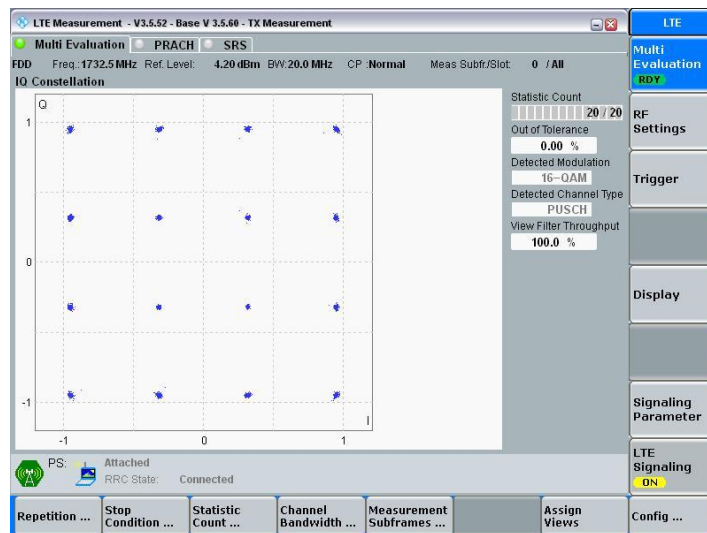 LTE Measurement - V3.5.52 - Base V 3.5.60 - TX Measurement
LTE
Multi Evaluation PRACH SRS
FDD Freq.: 1732.5 MHz Ref. Level: 4.20 dBm BW: 20.0 MHz CP : Normal Meas Subfr./Slot: 0 / All
IQ Constellation
Q
1
0
-1
-1 0 1
I
Statistic Count
20 / 20
Out of Tolerance
0.00 %
Detected Modulation
16-QAM
Detected Channel Type
PUSCH
View Filter Throughput
100.0 %
Multi
Evaluation
RDY
RF
Settings
Trigger
Display
Signaling
Parameter
LTE
Signaling
ON
PS: Attached
RRC State: Connected
Repetition ...
Stop
Condition ...
Statistic
Count ...
Channel
Bandwidth ...
Measurement
Subframes ...
Assign
Views
Config ...